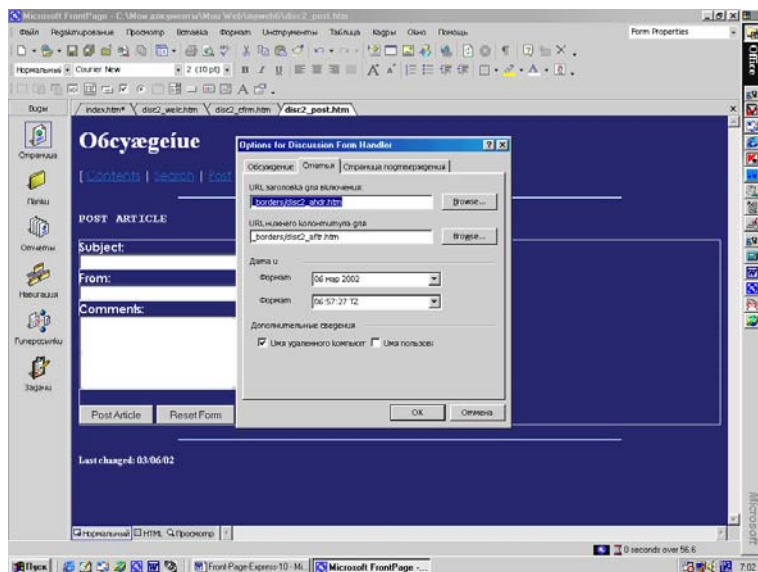 Microsoft FrontPage - C:\Мои документы\Мои Web\myweb6\disc2_post.htm
Файл Редактирование Просмотр Вставка Формат Инструменты Таблица Кадры Окно Помощь
Form Properties
Нормальный Courier New 2 (10 pt)
Виды
index.htm* disc2_welc.htm disc2_cfrm.htm disc2_post.htm
Страница
Папки
Отчеты
Навигация
Гиперссылки
Задачи
Обсуægeíuе
[ Contents | Search | Post
POST ARTICLE
Subject:
From:
Comments:
Post Article Reset Form
Last changed: 03/06/02
Options for Discussion Form Handler
Обсуждение Статья Страница подтверждения
URL заголовка для включения:
_borders/disc2_ahdr.htm Browse...
URL нижнего колонтитула для
_borders/disc2_aftr.htm Browse...
Дата и
Формат 06 мар 2002
Формат 06:57:27 TZ
Дополнительные сведения
Имя удаленного компьют Имя пользов
OK Отмена
Нормальный HTML Просмотр
0 seconds over 56.6
Пуск Front-Page-Express-10 - Mi... Microsoft FrontPage -...
7:02
Office
Microsoft